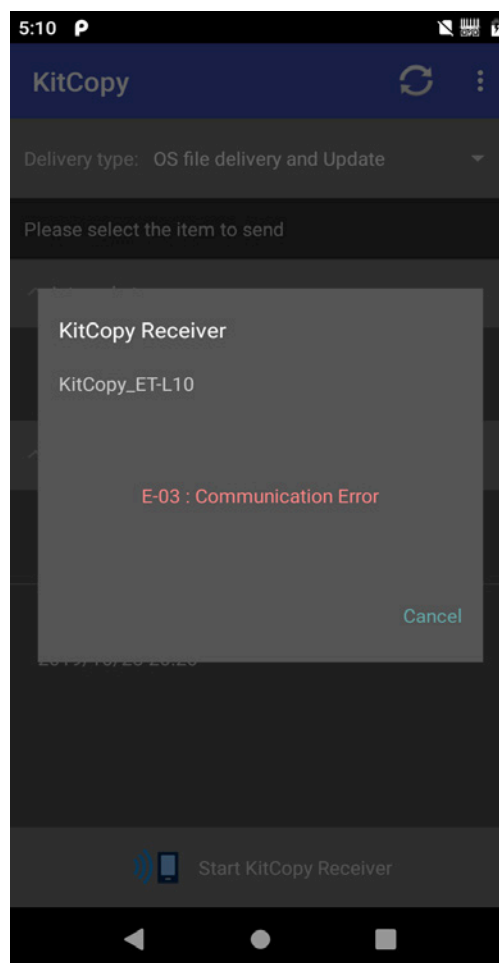 5:10
KitCopy
Delivery type: OS file delivery and Update
Please select the item to send
KitCopy Receiver
KitCopy_ET-L10
E-03 : Communication Error
Cancel
Start KitCopy Receiver